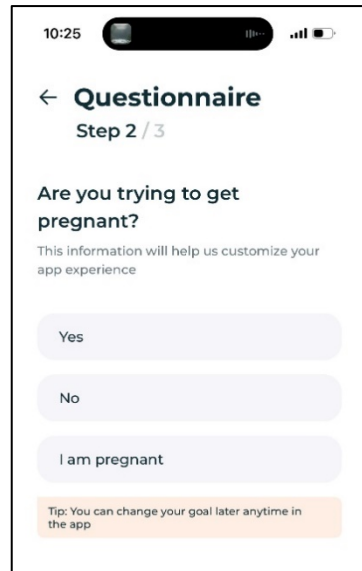 10:25
← Questionnaire
Step 2 / 3
Are you trying to get
pregnant?
This information will help us customize your
app experience
Yes
No
I am pregnant
Tip: You can change your goal later anytime in
the app